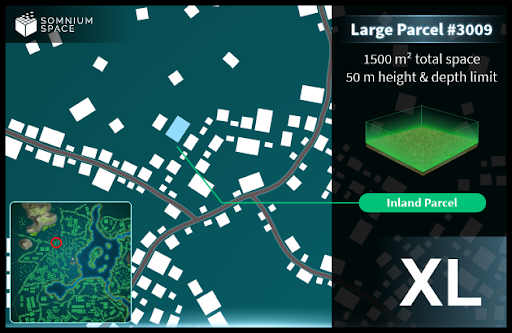 SOMNIUM
SPACE
Large Parcel #3009
1500 m² total space
50 m height & depth limit
Inland Parcel
XL